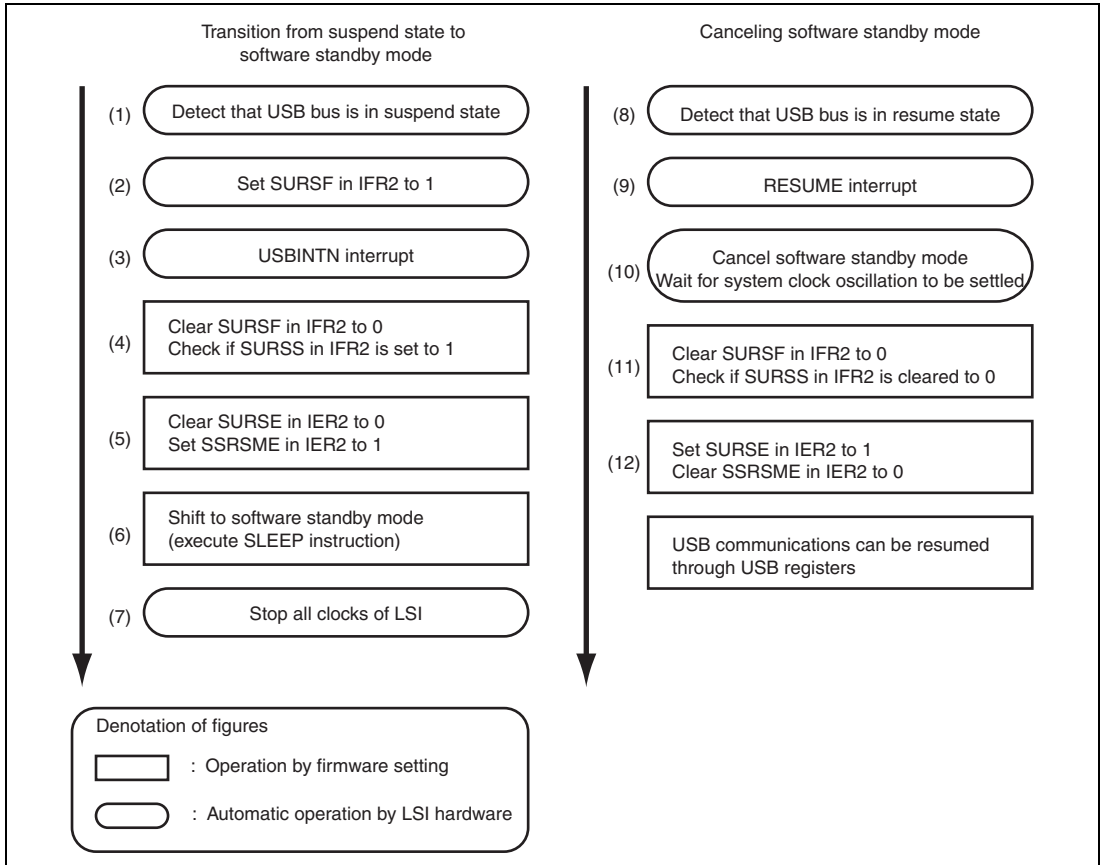 Transition from suspend state to
software standby mode
(1) Detect that USB bus is in suspend state
(2) Set SURSF in IFR2 to 1
(3) USBINTN interrupt
(4) Clear SURSF in IFR2 to 0
Check if SURSS in IFR2 is set to 1
(5) Clear SURSE in IER2 to 0
Set SSRSME in IER2 to 1
(6) Shift to software standby mode
(execute SLEEP instruction)
(7) Stop all clocks of LSI
Canceling software standby mode
(8) Detect that USB bus is in resume state
(9) RESUME interrupt
(10) Cancel software standby mode
Wait for system clock oscillation to be settled
(11) Clear SURSF in IFR2 to 0
Check if SURSS in IFR2 is cleared to 0
(12) Set SURSE in IER2 to 1
Clear SSRSME in IER2 to 0
USB communications can be resumed
through USB registers
Denotation of figures
: Operation by firmware setting
: Automatic operation by LSI hardware